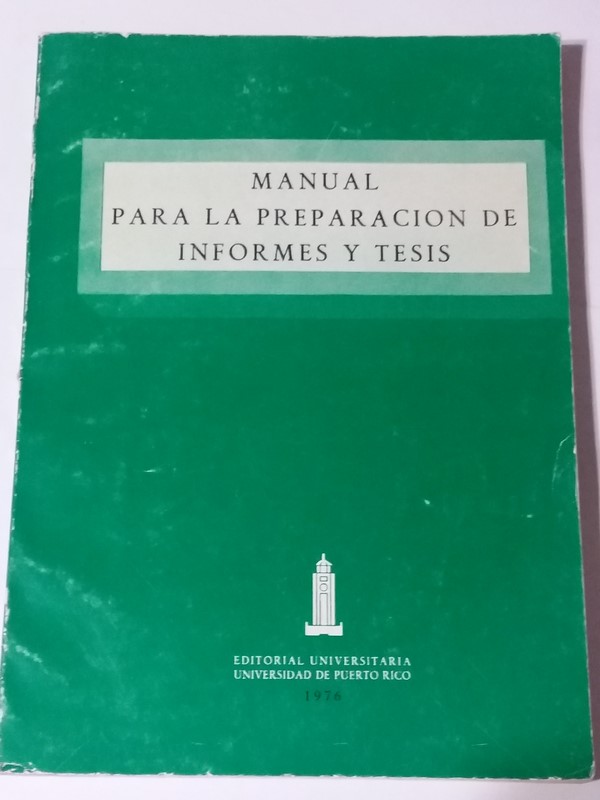 MANUAL
PARA LA PREPARACION DE
INFORMES Y TESIS
EDITORIAL UNIVERSITARIA
UNIVERSIDAD DE PUERTO RICO
1976